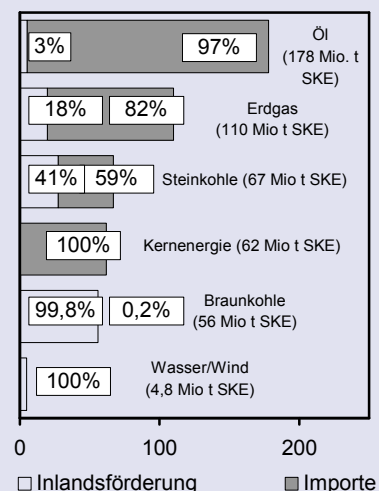 3% 97% Öl
(178 Mio. t
SKE)
18% 82% Erdgas
(110 Mio t SKE)
41% 59% Steinkohle (67 Mio t SKE)
100% Kernenergie (62 Mio t SKE)
99,8% 0,2% Braunkohle
(56 Mio t SKE)
100% Wasser/Wind
(4,8 Mio t SKE)
0 100 200
Inlandsförderung Importe